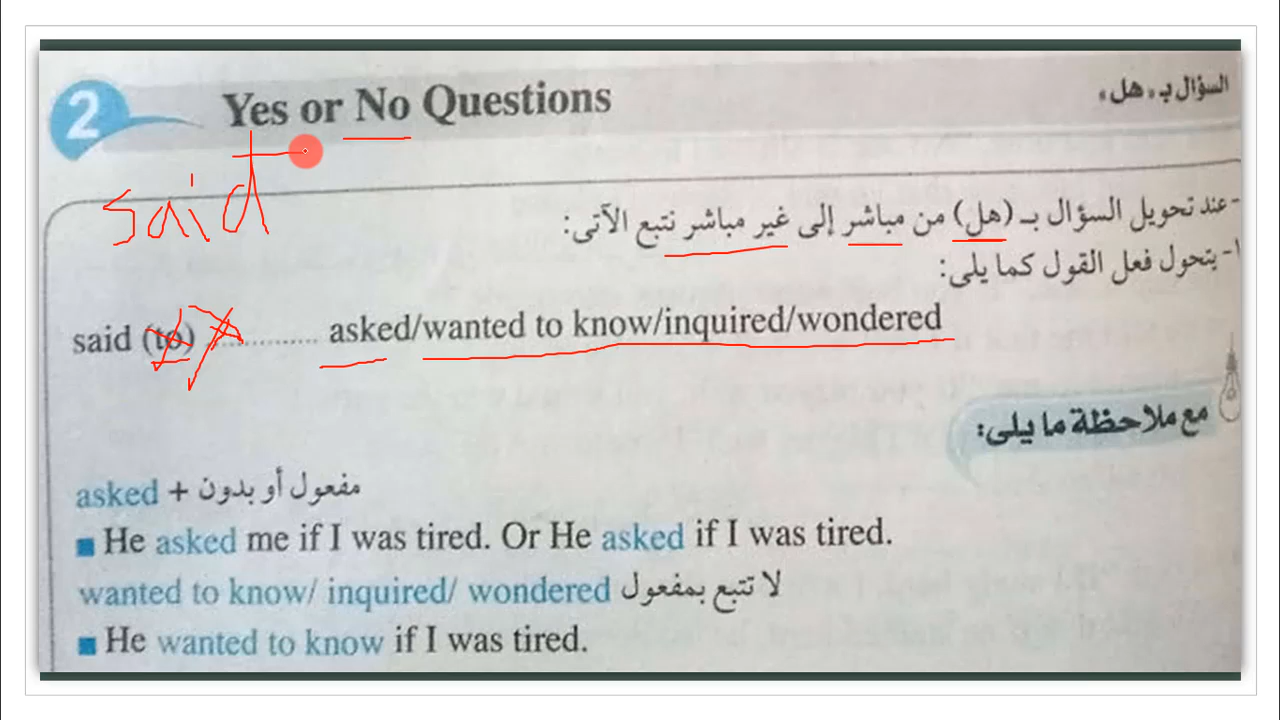 2 Yes or No Questions السؤال بـ «هل»
said
- عند تحويل السؤال بـ (هل) من مباشر إلى غير مباشر نتبع الآتى:
١- يتحول فعل القول كما يلى:
said (to) ............... asked/wanted to know/inquired/wondered
مع ملاحظة ما يلى:
asked + مفعول أو بدون
■ He asked me if I was tired. Or He asked if I was tired.
wanted to know/ inquired/ wondered لا تتبع بمفعول
■ He wanted to know if I was tired.